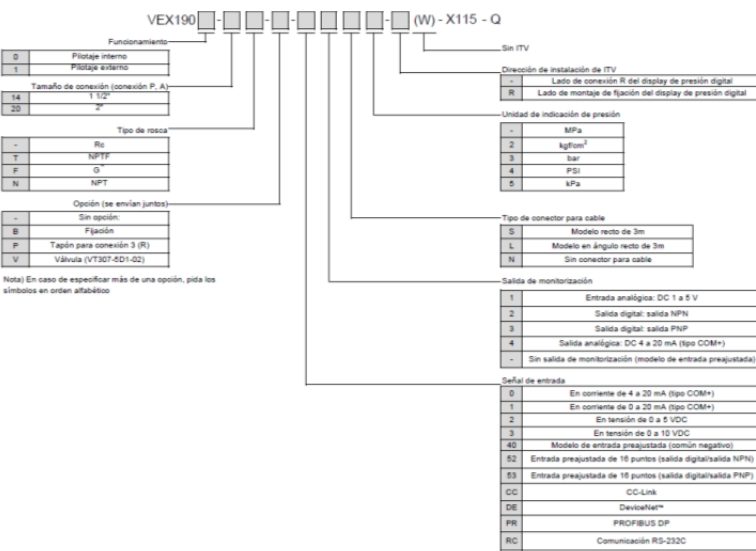 VEX190 - - - - - (W) - X115 - Q
Funcionamiento
0 Pilotaje interno
1 Pilotaje externo
Tamaño de conexión (conexión P, A)
14 1 1/2"
20 2"
Tipo de rosca
- Rc
T NPTF
F G
N NPT
Opción (se envían juntos)
- Sin opción:
B Fijación
P Tapón para conexión 3 (R)
V Válvula (VT307-5D1-02)
Nota) En caso de especificar más de una opción, pida los
símbolos en orden alfabético
Sin ITV
Dirección de instalación de ITV
- Lado de conexión R del display de presión digital
R Lado de montaje de fijación del display de presión digital
Unidad de indicación de presión
- MPa
2 kgf/cm²
3 bar
4 PSI
5 kPa
Tipo de conector para cable
S Modelo recto de 3m
L Modelo en ángulo recto de 3m
N Sin conector para cable
Salida de monitorización
1 Entrada analógica: DC 1 a 5 V
2 Salida digital: salida NPN
3 Salida digital: salida PNP
4 Salida analógica: DC 4 a 20 mA (tipo COM+)
- Sin salida de monitorización (modelo de entrada preajustada)
Señal de entrada
0 En corriente de 4 a 20 mA (tipo COM+)
1 En corriente de 0 a 20 mA (tipo COM+)
2 En tensión de 0 a 5 VDC
3 En tensión de 0 a 10 VDC
40 Modelo de entrada preajustada (común negativo)
52 Entrada preajustada de 16 puntos (salida digital/salida NPN)
53 Entrada preajustada de 16 puntos (salida digital/salida PNP)
CC CC-Link
DE DeviceNet™
PR PROFIBUS DP
RC Comunicación RS-232C